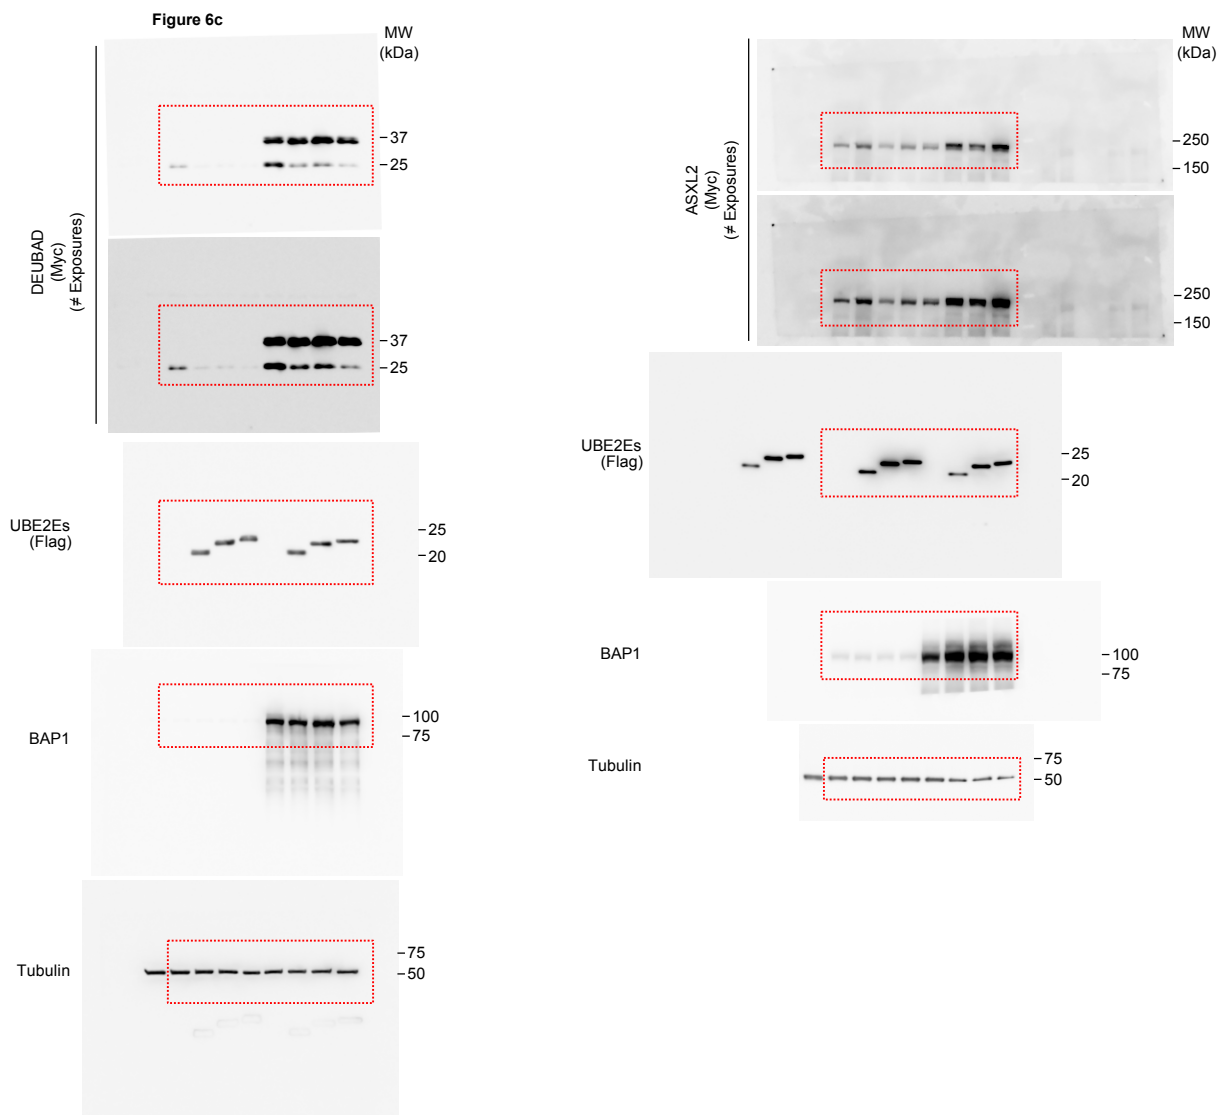 Figure 6c
MW
(kDa)
DEUBAD
(Myc)
(≠ Exposures)
-37
-25
-37
-25
UBE2Es
(Flag)
-25
-20
BAP1
-100
-75
Tubulin
-75
-50
MW
(kDa)
ASXL2
(Myc)
(≠ Exposures)
-250
-150
-250
-150
UBE2Es
(Flag)
-25
-20
BAP1
-100
-75
Tubulin
-75
-50